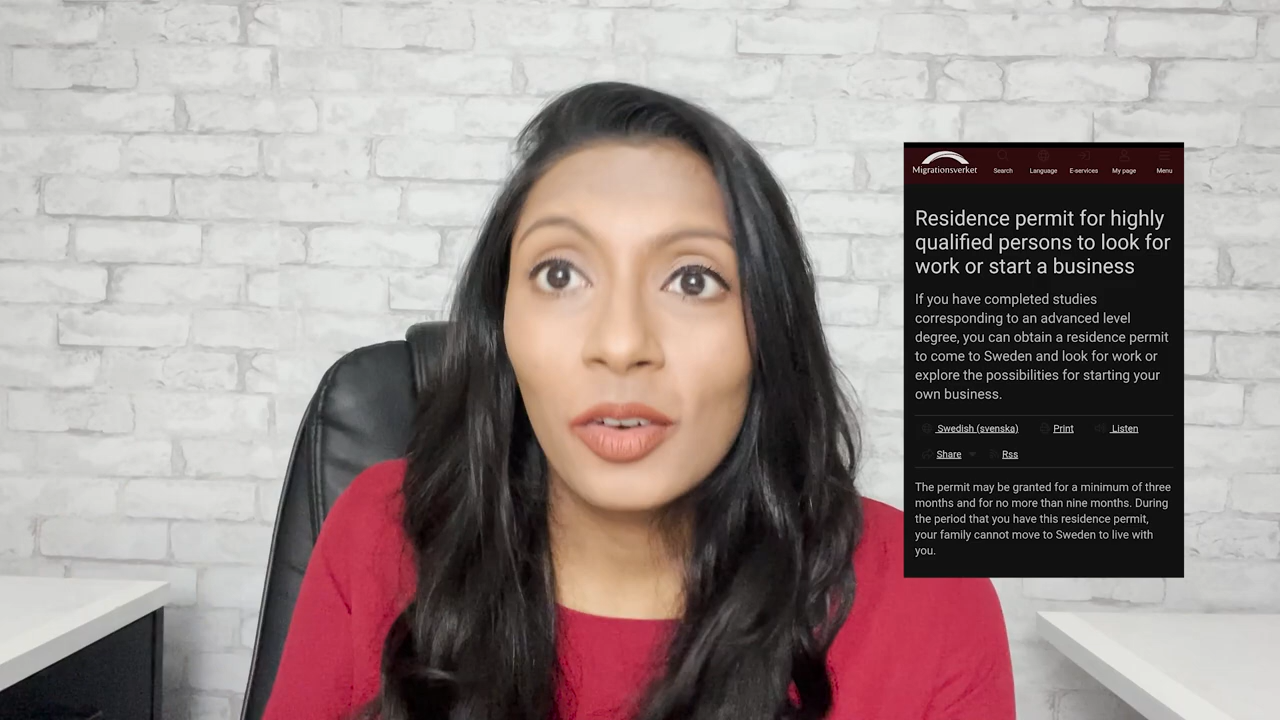 Migrationsverket
Search
Language
E-services
My page
Menu
Residence permit for highly
qualified persons to look for
work or start a business
If you have completed studies
corresponding to an advanced level
degree, you can obtain a residence permit
to come to Sweden and look for work or
explore the possibilities for starting your
own business.
Swedish (svenska)
Print
Listen
Share
Rss
The permit may be granted for a minimum of three
months and for no more than nine months. During
the period that you have this residence permit,
your family cannot move to Sweden to live with
you.